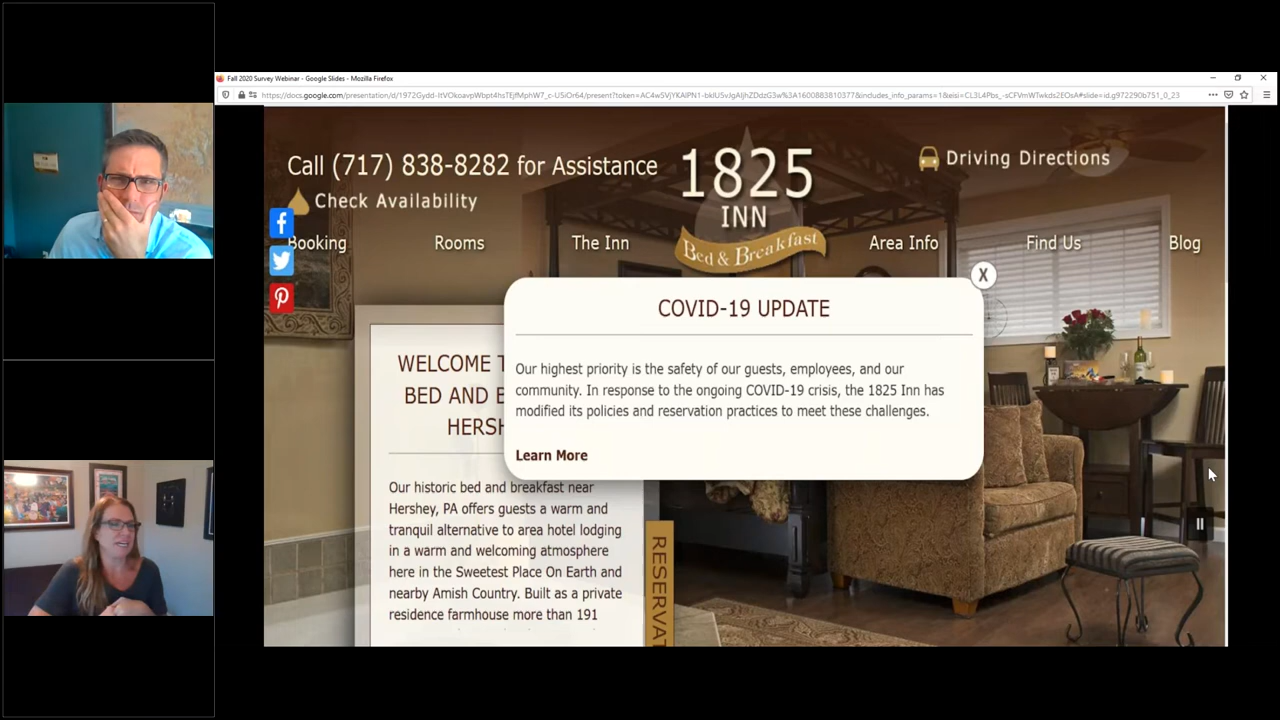 Fall 2020 Survey Webinar - Google Slides - Mozilla Firefox
Call (717) 838-8282 for Assistance
Check Availability
1825
INN
Bed & Breakfast
Driving Directions
Booking
Rooms
The Inn
Area Info
Find Us
Blog
X
COVID-19 UPDATE
Our highest priority is the safety of our guests, employees, and our
community. In response to the ongoing COVID-19 crisis, the 1825 Inn has
modified its policies and reservation practices to meet these challenges.
Learn More
WELCOME T
BED AND B
HERSH
Our historic bed and breakfast near
Hershey, PA offers guests a warm and
tranquil alternative to area hotel lodging
in a warm and welcoming atmosphere
here in the Sweetest Place On Earth and
nearby Amish Country. Built as a private
residence farmhouse more than 191
RESERVAT